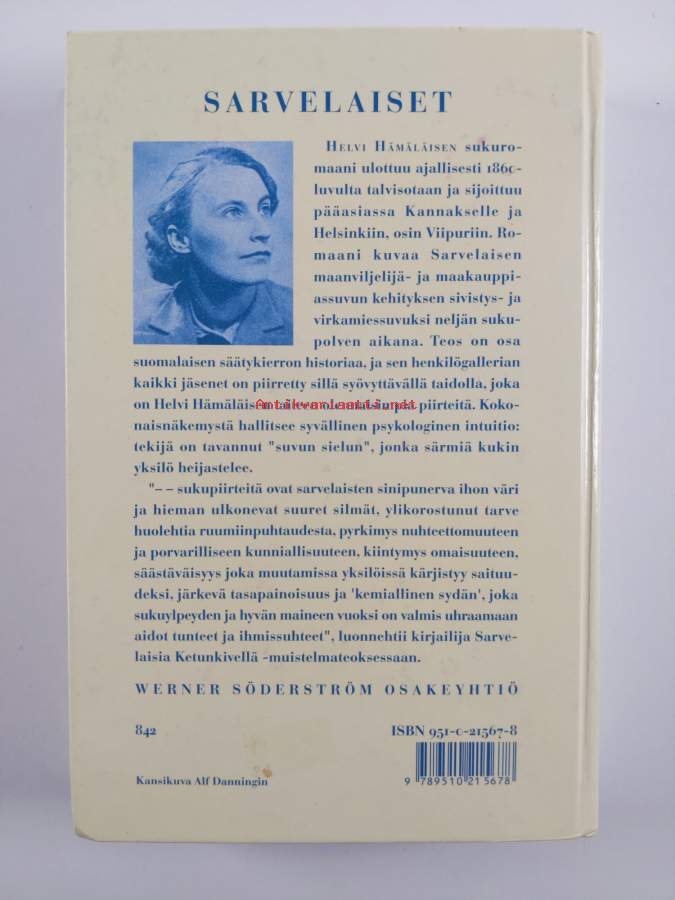 SARVELAISET
HELVI HÄMÄLÄISEN sukuro-
maani ulottuu ajallisesti 1860-
luvulta talvisotaan ja sijoittuu
pääasiassa Kannakselle ja
Helsinkiin, osin Viipuriin. Ro-
maani kuvaa Sarvelaisen
maanviljelijä- ja maakauppi-
assuvun kehityksen sivistys- ja
virkamiessuvuksi neljän suku-
polven aikana. Teos on osa
suomalaisen säätykierron historiaa, ja sen henkilögallerian
kaikki jäsenet on piirretty sillä syövyttävällä taidolla, joka
on Helvi Hämäläisen piirteitä. Koko-
Antikvariaatti.net
naisnäkemystä hallitsee syvällinen psykologinen intuitio:
tekijä on tavannut "suvun sielun", jonka särmiä kukin
yksilö heijastelee.
"– – sukupiirteitä ovat sarvelaisten sinipunerva ihon väri
ja hieman ulkonevat suuret silmät, ylikorostunut tarve
huolehtia ruumiinpuhtaudesta, pyrkimys nuhteettomuuteen
ja porvarilliseen kunniallisuuteen, kiintymys omaisuuteen,
säästäväisyys joka muutamissa yksilöissä kärjistyy saituu-
deksi, järkevä tasapainoisuus ja 'kemiallinen sydän', joka
sukuylpeyden ja hyvän maineen vuoksi on valmis uhraamaan
aidot tunteet ja ihmissuhteet", luonnehtii kirjailija Sarve-
laisia Ketunkivellä -muistelmateoksessaan.
WERNER SÖDERSTRÖM OSAKEYHTIÖ
842 ISBN 951-0-21567-8
Kansikuva Alf Danningin 9 789510 215678